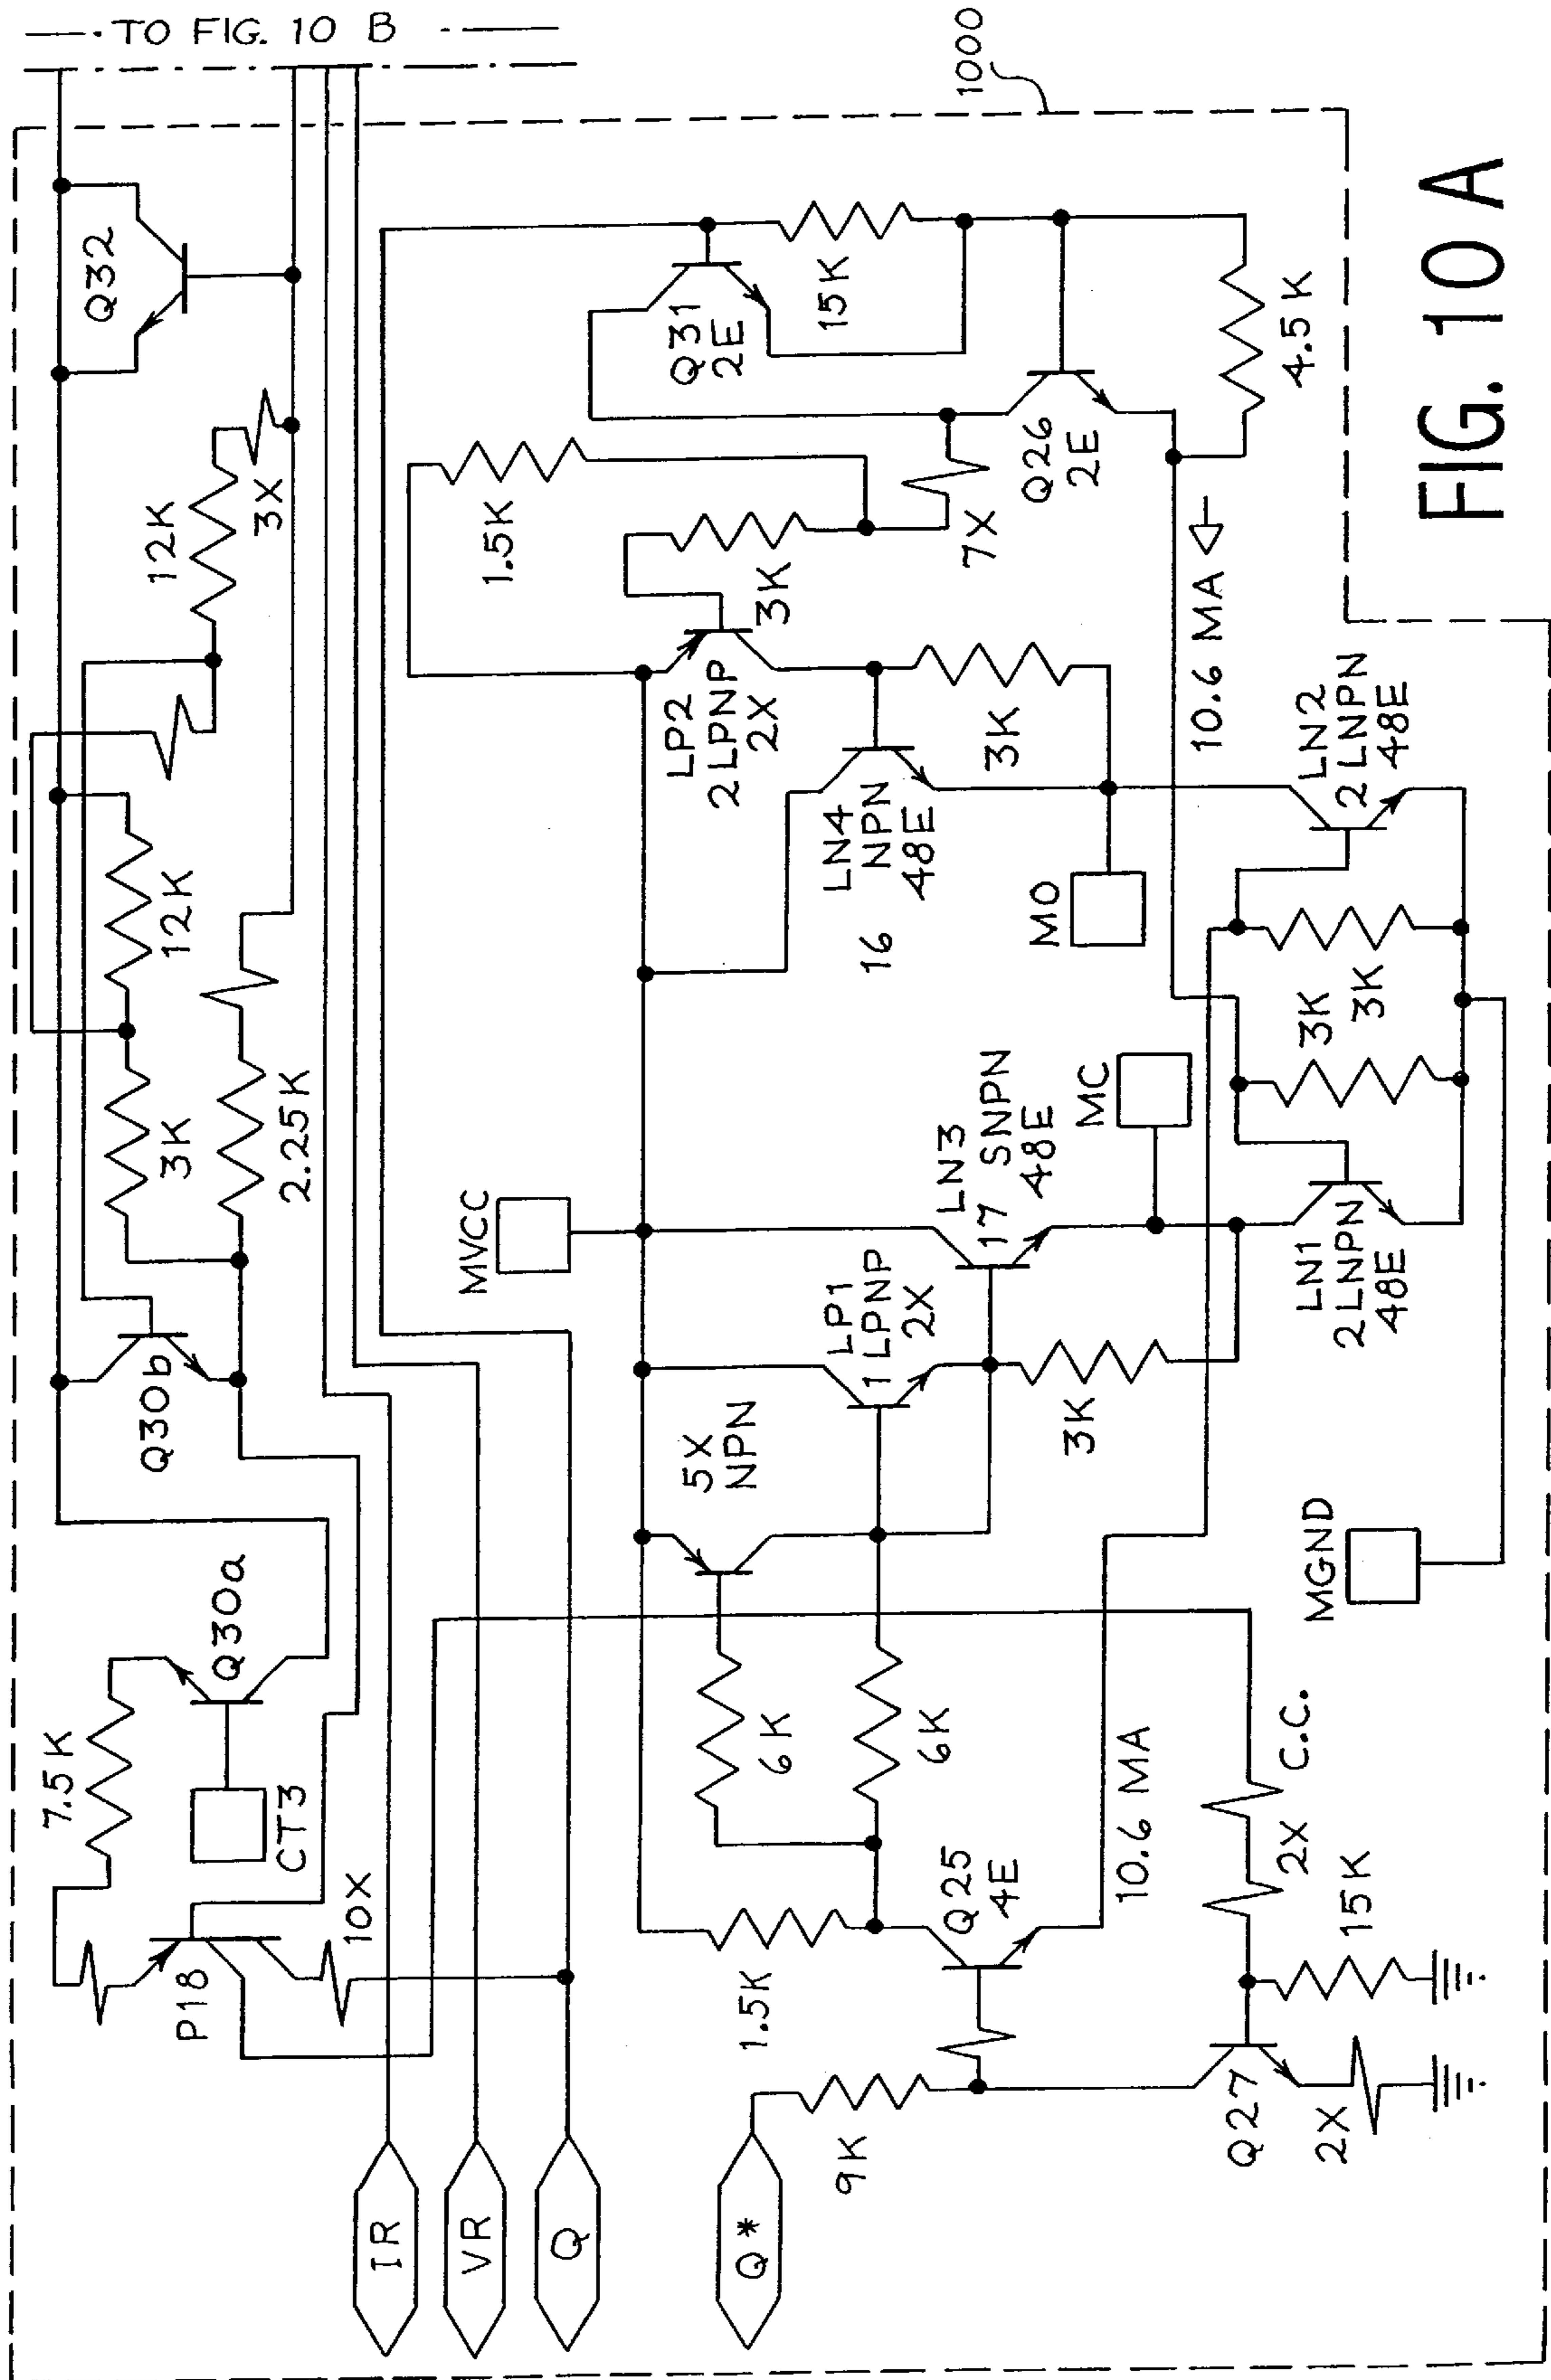 TO FIG. 10 B
1000
Q32
12K
3X
12K
3K
2.25K
Q30b
Q30a
7.5K
CT3
P18
10X
IR
VR
Q
Q*
MVCC
Q31
2E
15K
1.5K
3K
7X
Q26
2E
4.5K
LP2
2 LPNP
2X
LN4
16 NPN
48E
3K
10.6 MA
MO
LN2
2 LNPN
48E
3K
3K
MC
LN3
17 SNPN
48E
LP1
1 LPNP
2X
5X
NPN
3K
LN1
2LNPN
48E
MGND
6K
6K
1.5K
Q25
4E
10.6 MA
9K
C.C.
2X
15K
Q27
2X
FIG. 10 A